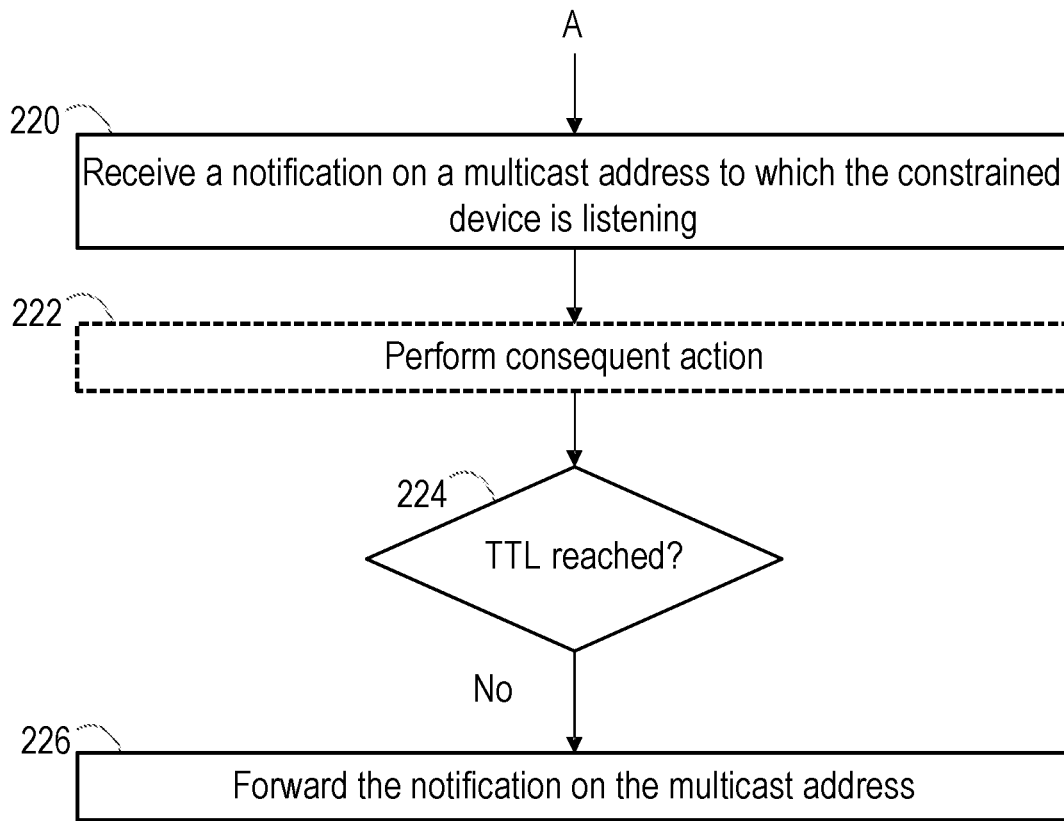 A
220
Receive a notification on a multicast address to which the constrained
device is listening
222
Perform consequent action
224
TTL reached?
No
226
Forward the notification on the multicast address